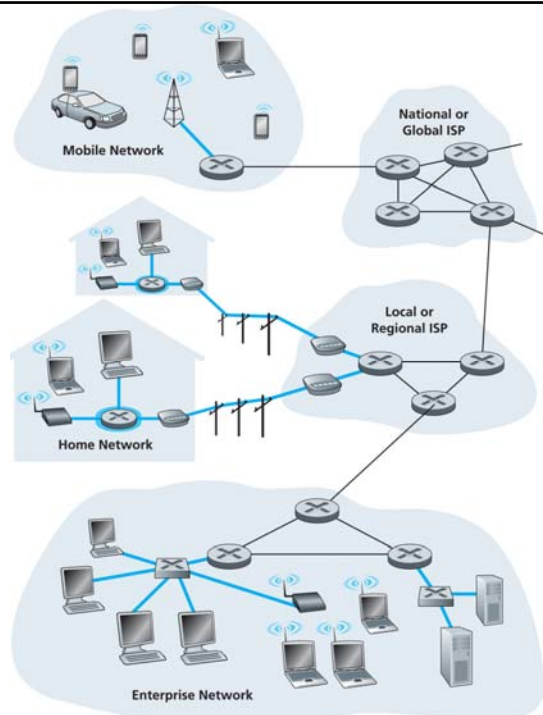 National or
Global ISP
Mobile Network
Local or
Regional ISP
Home Network
Enterprise Network